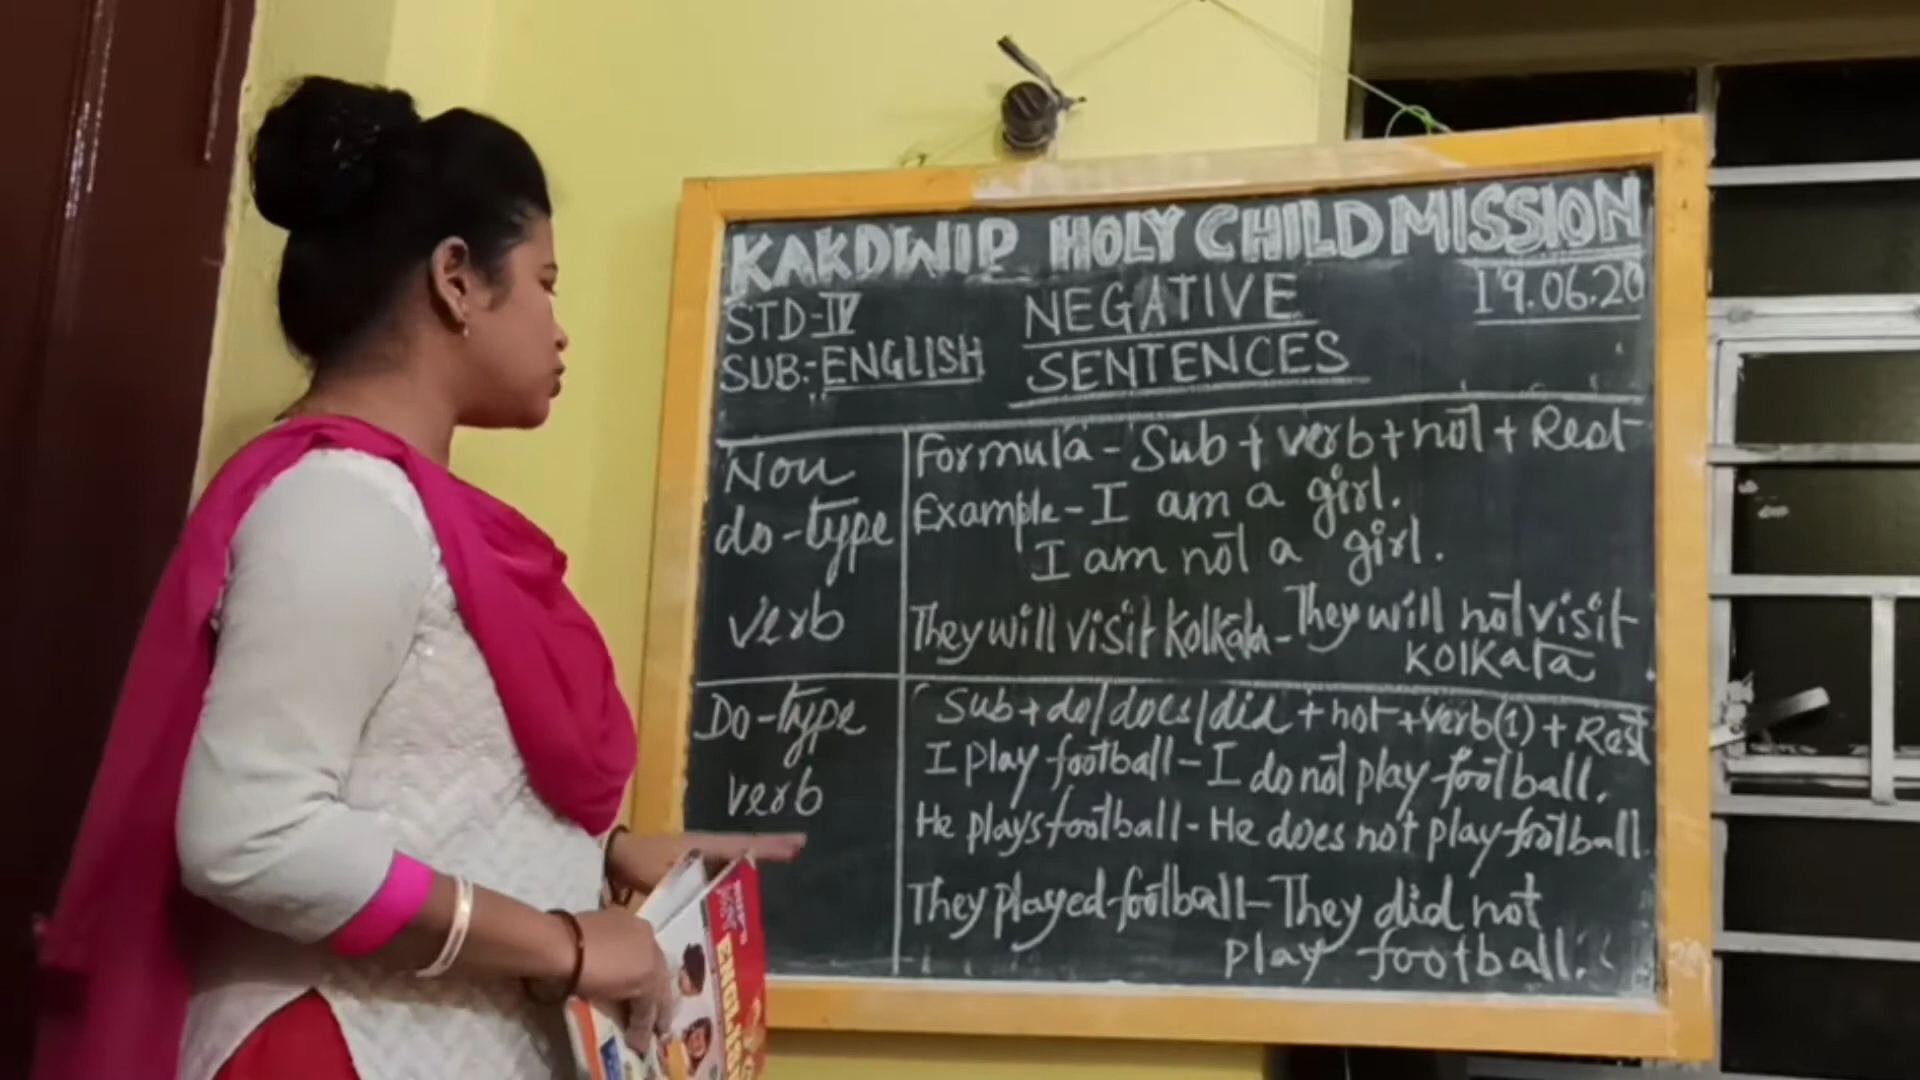 KAKDWIP HOLY CHILD MISSION
STD-IV
NEGATIVE
19.06.20
SUB:-ENGLISH
SENTENCES
Non
do-type
verb
Formula - Sub + verb + not + Rest
Example - I am a girl.
I am not a girl.
They will visit Kolkata - They will not visit
Kolkata
Do-type
verb
Sub + do/does/did + not + verb(1) + Rest
I play football - I do not play football.
He plays football - He does not play football
They played football - They did not
play football.
ENGLISH